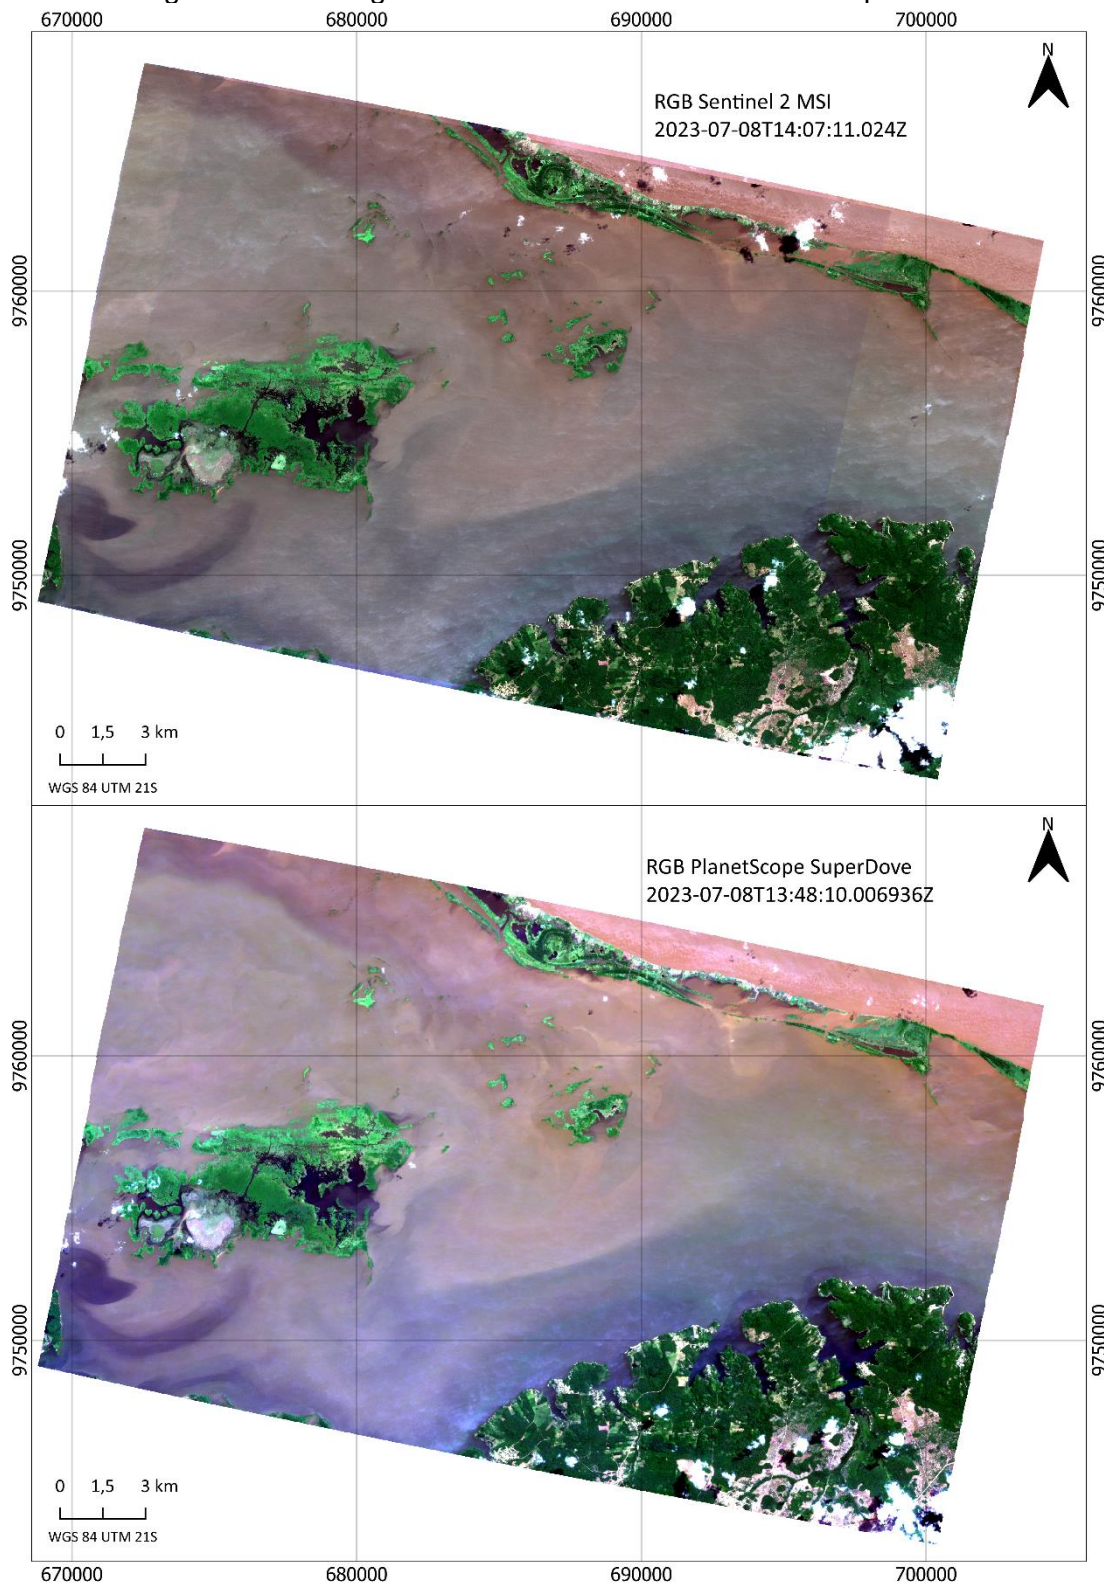 670000 680000 690000 700000
N
RGB Sentinel 2 MSI
2023-07-08T14:07:11.024Z
9760000 9760000
9750000 9750000
0 1,5 3 km
WGS 84 UTM 21S
N
RGB PlanetScope SuperDove
2023-07-08T13:48:10.006936Z
9760000 9760000
9750000 9750000
0 1,5 3 km
WGS 84 UTM 21S
670000 680000 690000 700000